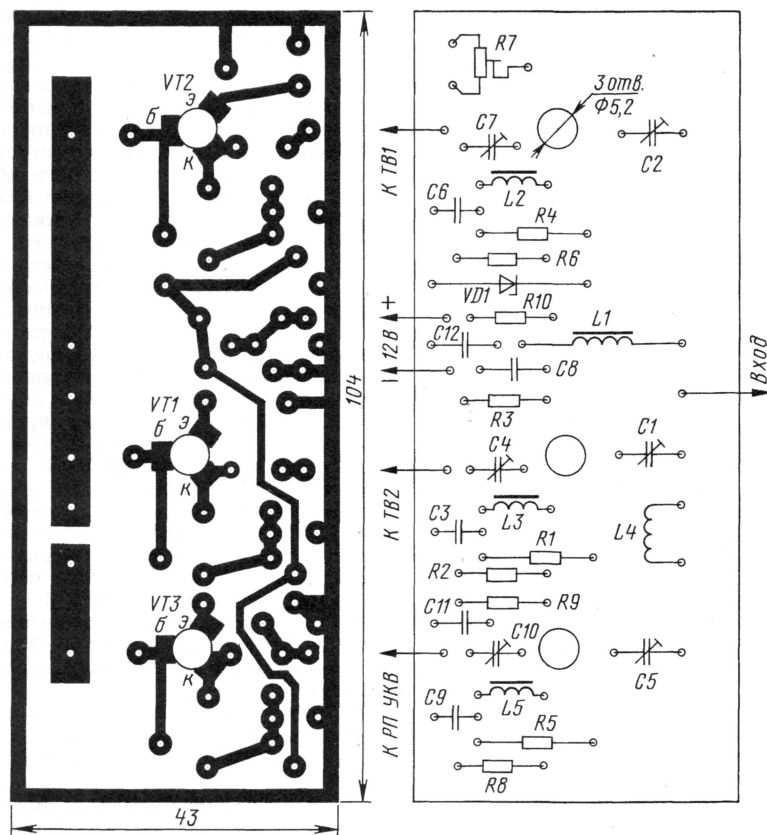 VT2
Э
Б
К
VT1
Э
Б
К
VT3
Э
Б
К
43
104
R7
3 отв.
Ф5,2
К ТВ1
C7
C2
L2
C6
R4
R6
VD1
+
R10
12 В
C12
L1
C8
—
R3
Вход
К ТВ2
C4
C1
C3
L3
L4
R1
R2
R9
C11
C10
К РП УКВ
C5
C9
L5
R5
R8